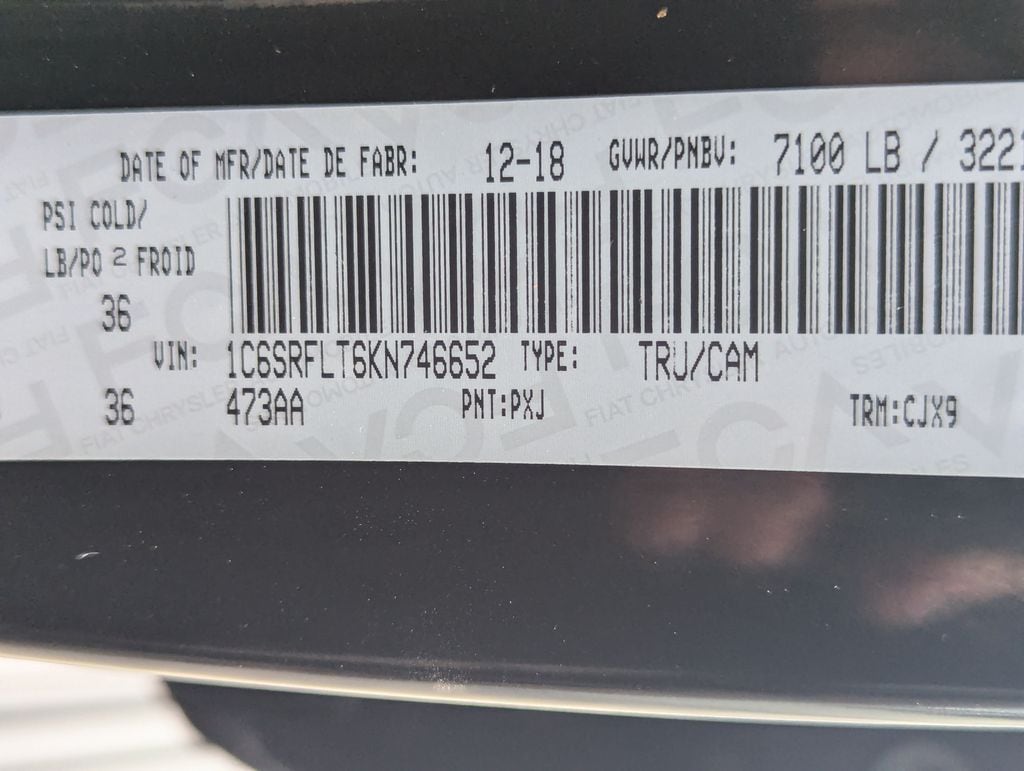 DATE OF MFR/DATE DE FABR: 12-18 GVWR/PNBV: 7100 LB / 3221
PSI COLD/
LB/PO 2 FROID
36
VIN: 1C6SRFLT6KN746652 TYPE: TRU/CAM
36 473AA PNT:PXJ TRM:CJX9